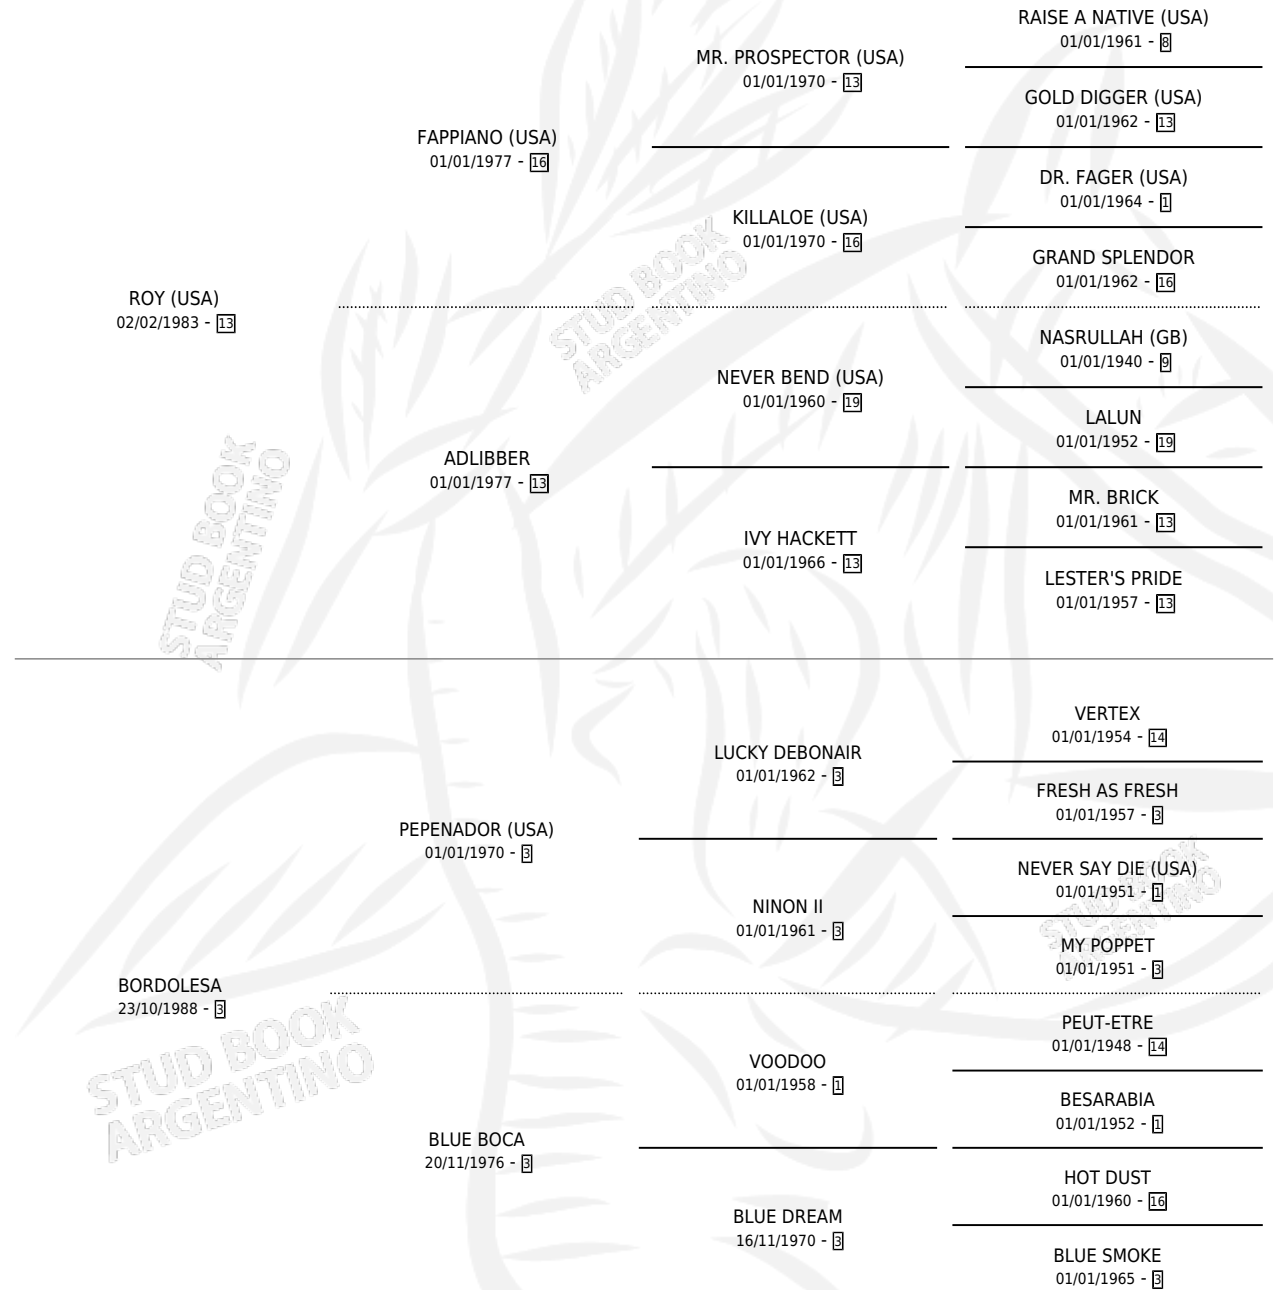 RAISE A NATIVE (USA)
01/01/1961 - 8
MR. PROSPECTOR (USA)
01/01/1970 - 13
GOLD DIGGER (USA)
01/01/1962 - 13
FAPPIANO (USA)
01/01/1977 - 16
DR. FAGER (USA)
01/01/1964 - 1
KILLALOE (USA)
01/01/1970 - 16
GRAND SPLENDOR
01/01/1962 - 16
ROY (USA)
02/02/1983 - 13
NASRULLAH (GB)
01/01/1940 - 9
NEVER BEND (USA)
01/01/1960 - 19
LALUN
01/01/1952 - 19
ADLIBBER
01/01/1977 - 13
MR. BRICK
01/01/1961 - 13
IVY HACKETT
01/01/1966 - 13
LESTER'S PRIDE
01/01/1957 - 13
VERTEX
01/01/1954 - 14
LUCKY DEBONAIR
01/01/1962 - 3
FRESH AS FRESH
01/01/1957 - 3
PEPENADOR (USA)
01/01/1970 - 3
NEVER SAY DIE (USA)
01/01/1951 - 1
NINON II
01/01/1961 - 3
MY POPPET
01/01/1951 - 3
BORDOLESA
23/10/1988 - 3
PEUT-ETRE
01/01/1948 - 14
VOODOO
01/01/1958 - 1
BESARABIA
01/01/1952 - 1
BLUE BOCA
20/11/1976 - 3
HOT DUST
01/01/1960 - 16
BLUE DREAM
16/11/1970 - 3
BLUE SMOKE
01/01/1965 - 3
STUD BOOK
ARGENTINO
STUD BOOK
ARGENTINO
STUD BOOK
ARGENTINO
STUD BOOK
ARGENTINO